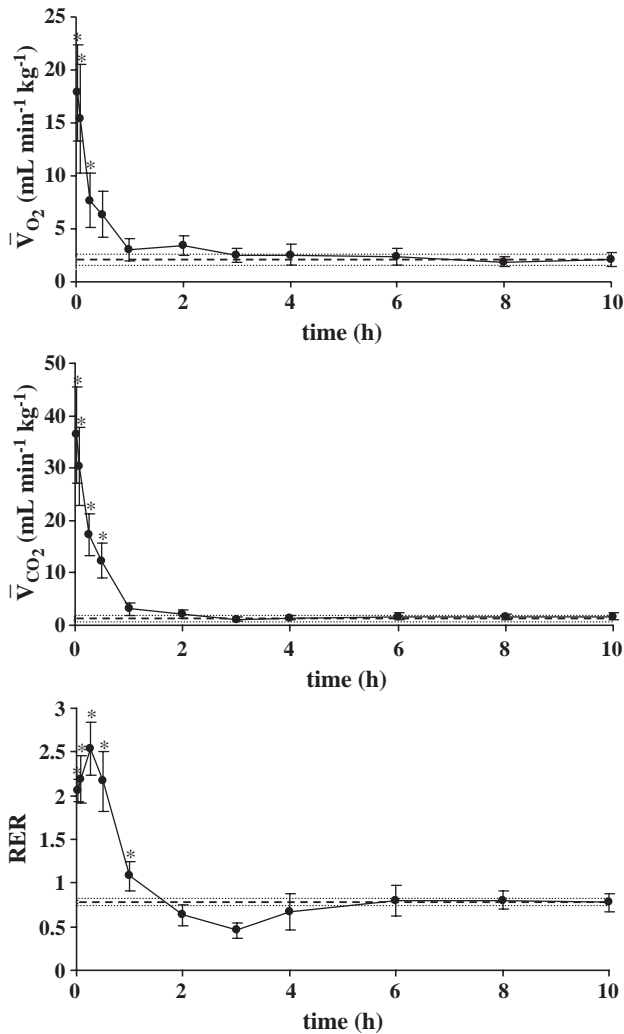 V̄O₂ (mL min⁻¹ kg⁻¹)
25
20
15
10
5
0
* * *
0 2 4 6 8 10
time (h)
V̄CO₂ (mL min⁻¹ kg⁻¹)
50
40
30
20
10
0
* * * *
0 2 4 6 8 10
time (h)
RER
3
2.5
2
1.5
1
0.5
0
* * * * *
0 2 4 6 8 10
time (h)